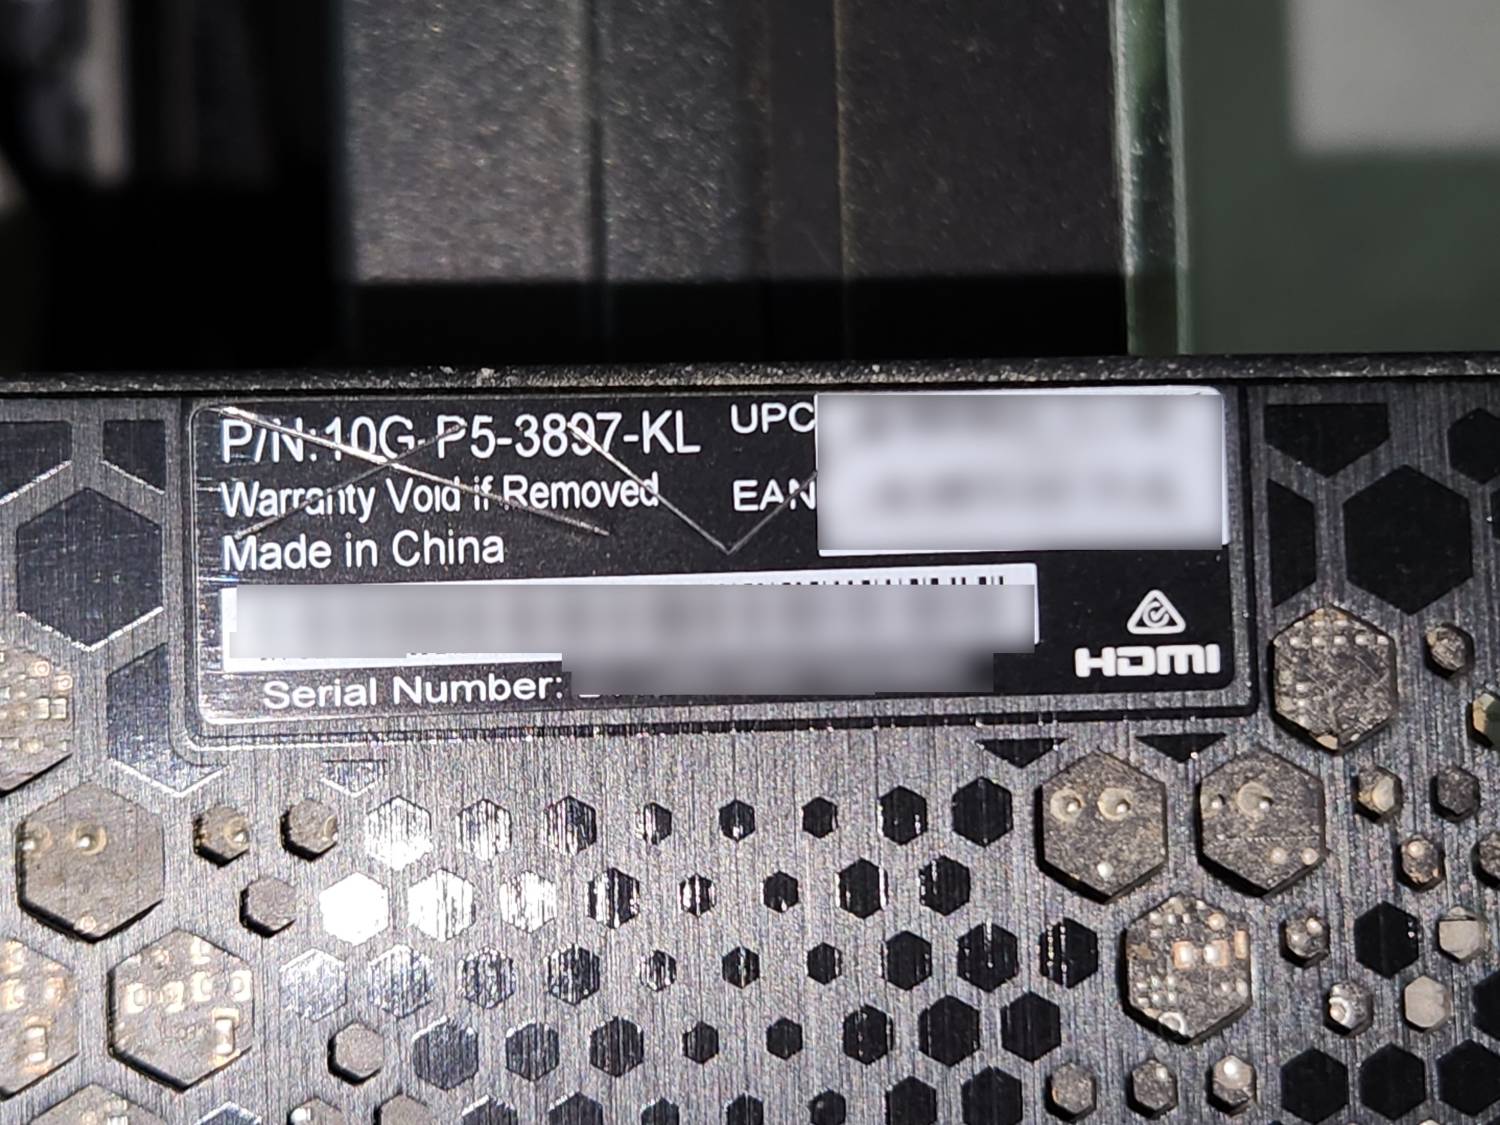 P/N:10G-P5-3897-KL
Warranty Void if Removed
Made in China
UPC
EAN
Serial Number:
HDMI